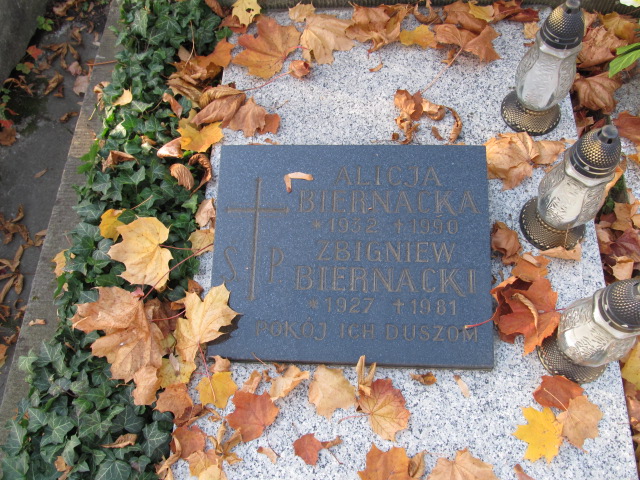 ALICJA
BIERNACKA
* 1932 + 1990
ZBIGNIEW
Ś P
BIERNACKI
* 1927 + 1981
POKÓJ ICH DUSZOM